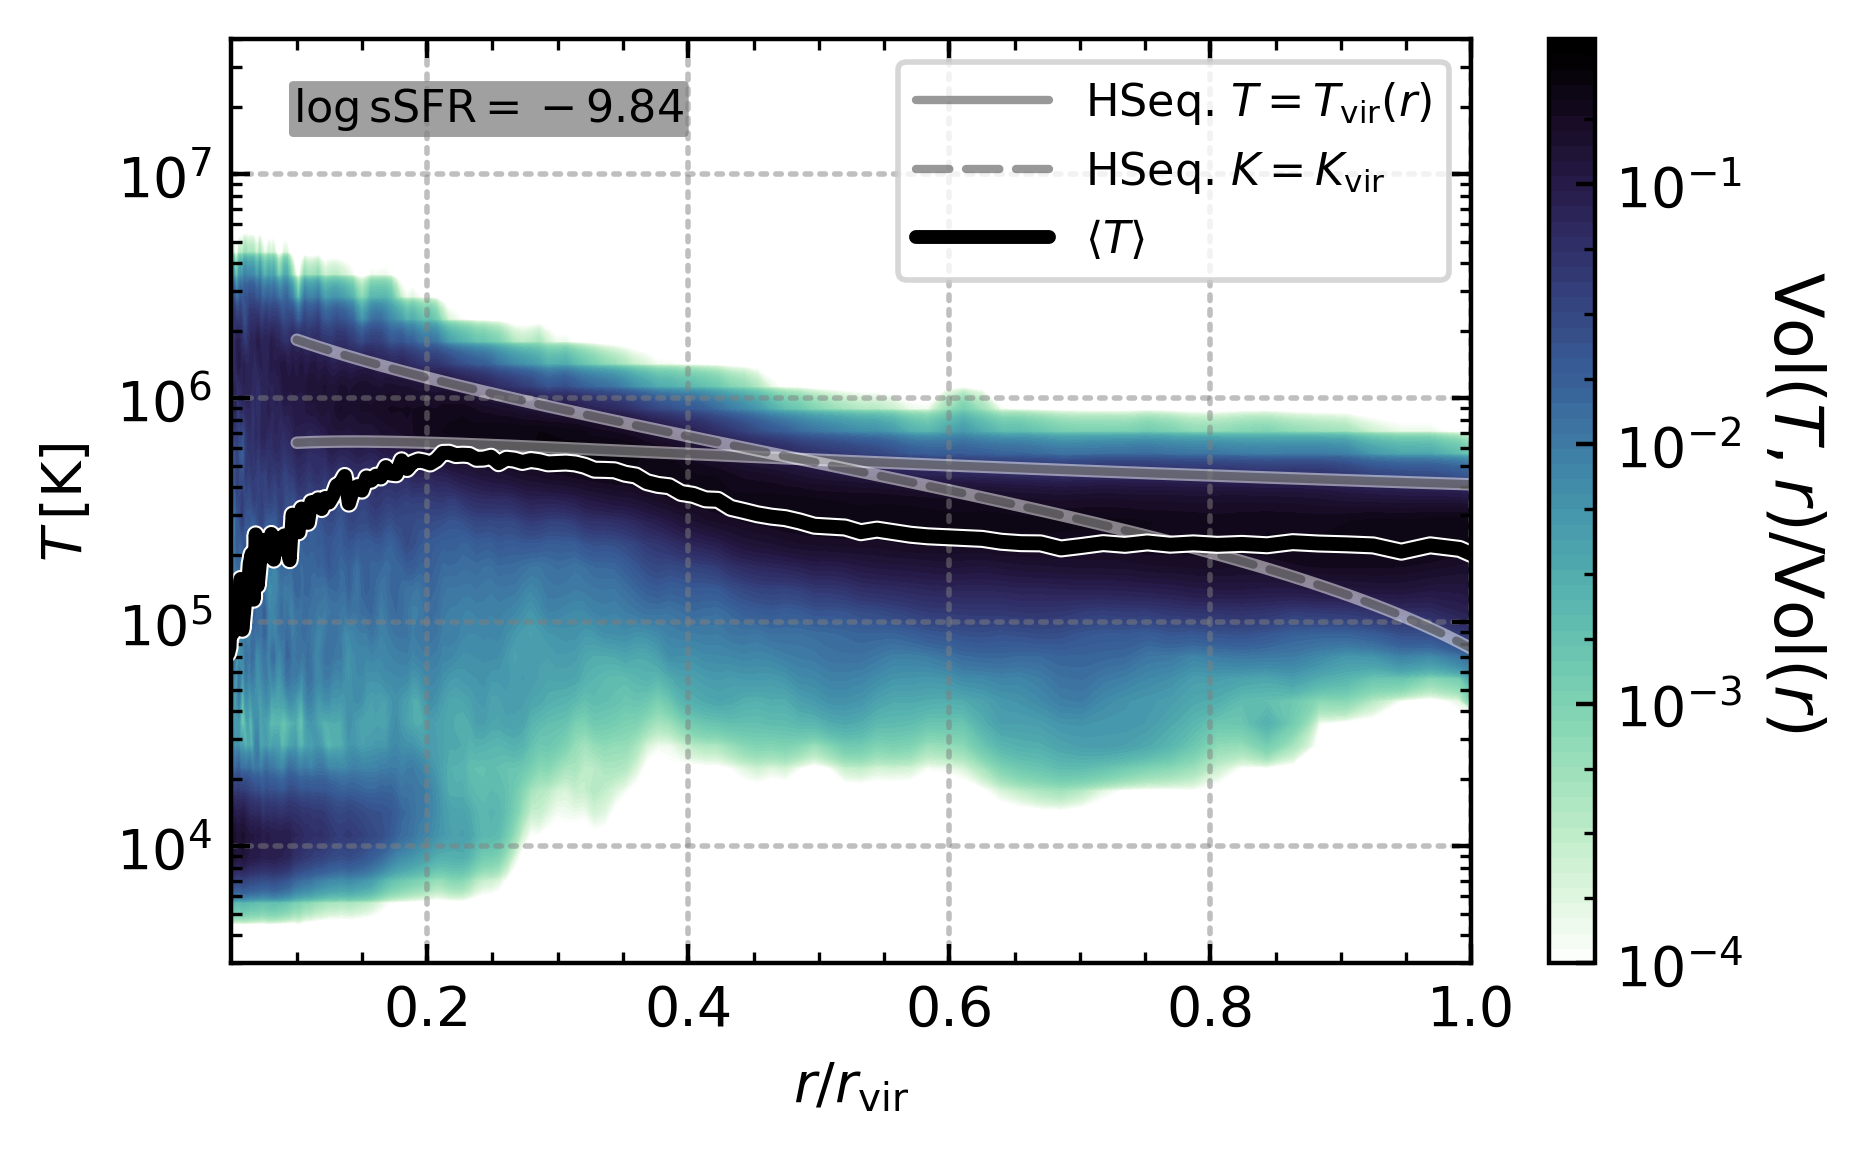 log sSFR = −9.84
HSeq. T = T_vir(r)
HSeq. K = K_vir
⟨T⟩
10^7
10^6
10^5
10^4
T [K]
0.2 0.4 0.6 0.8 1.0
r/r_vir
10^−1
10^−2
10^−3
10^−4
Vol(T, r)/Vol(r)